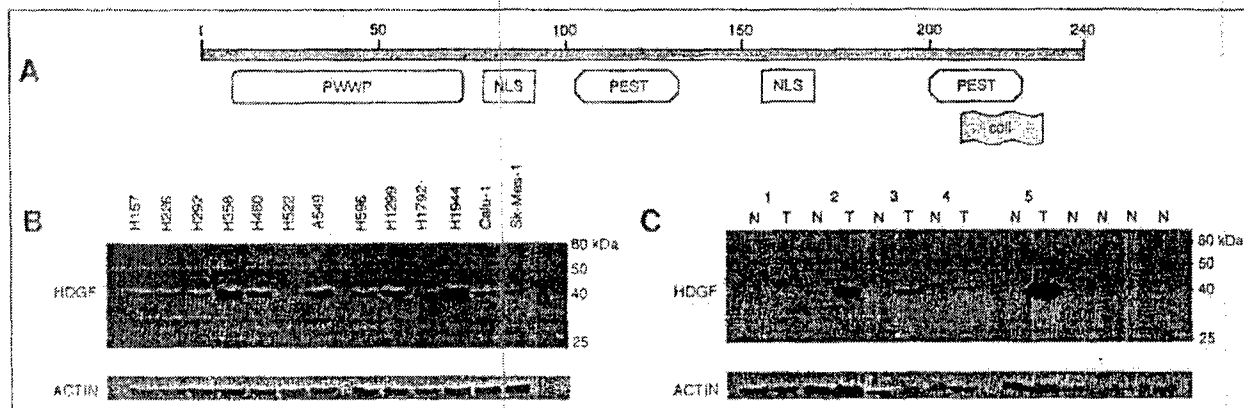 A
1 50 100 150 200 240
PWWP NLS PEST NLS PEST
coil
B
H157 H226 H292 H358 H460 H522 A549 H596 H1299 H1792 H1944 Calu-1 Sk-Mes-1
60 kDa
50
HDGF 40
25
ACTIN
C
1 2 3 4 5
N T N T N T N T N T N N N N
60 kDa
50
HDGF 40
25
ACTIN